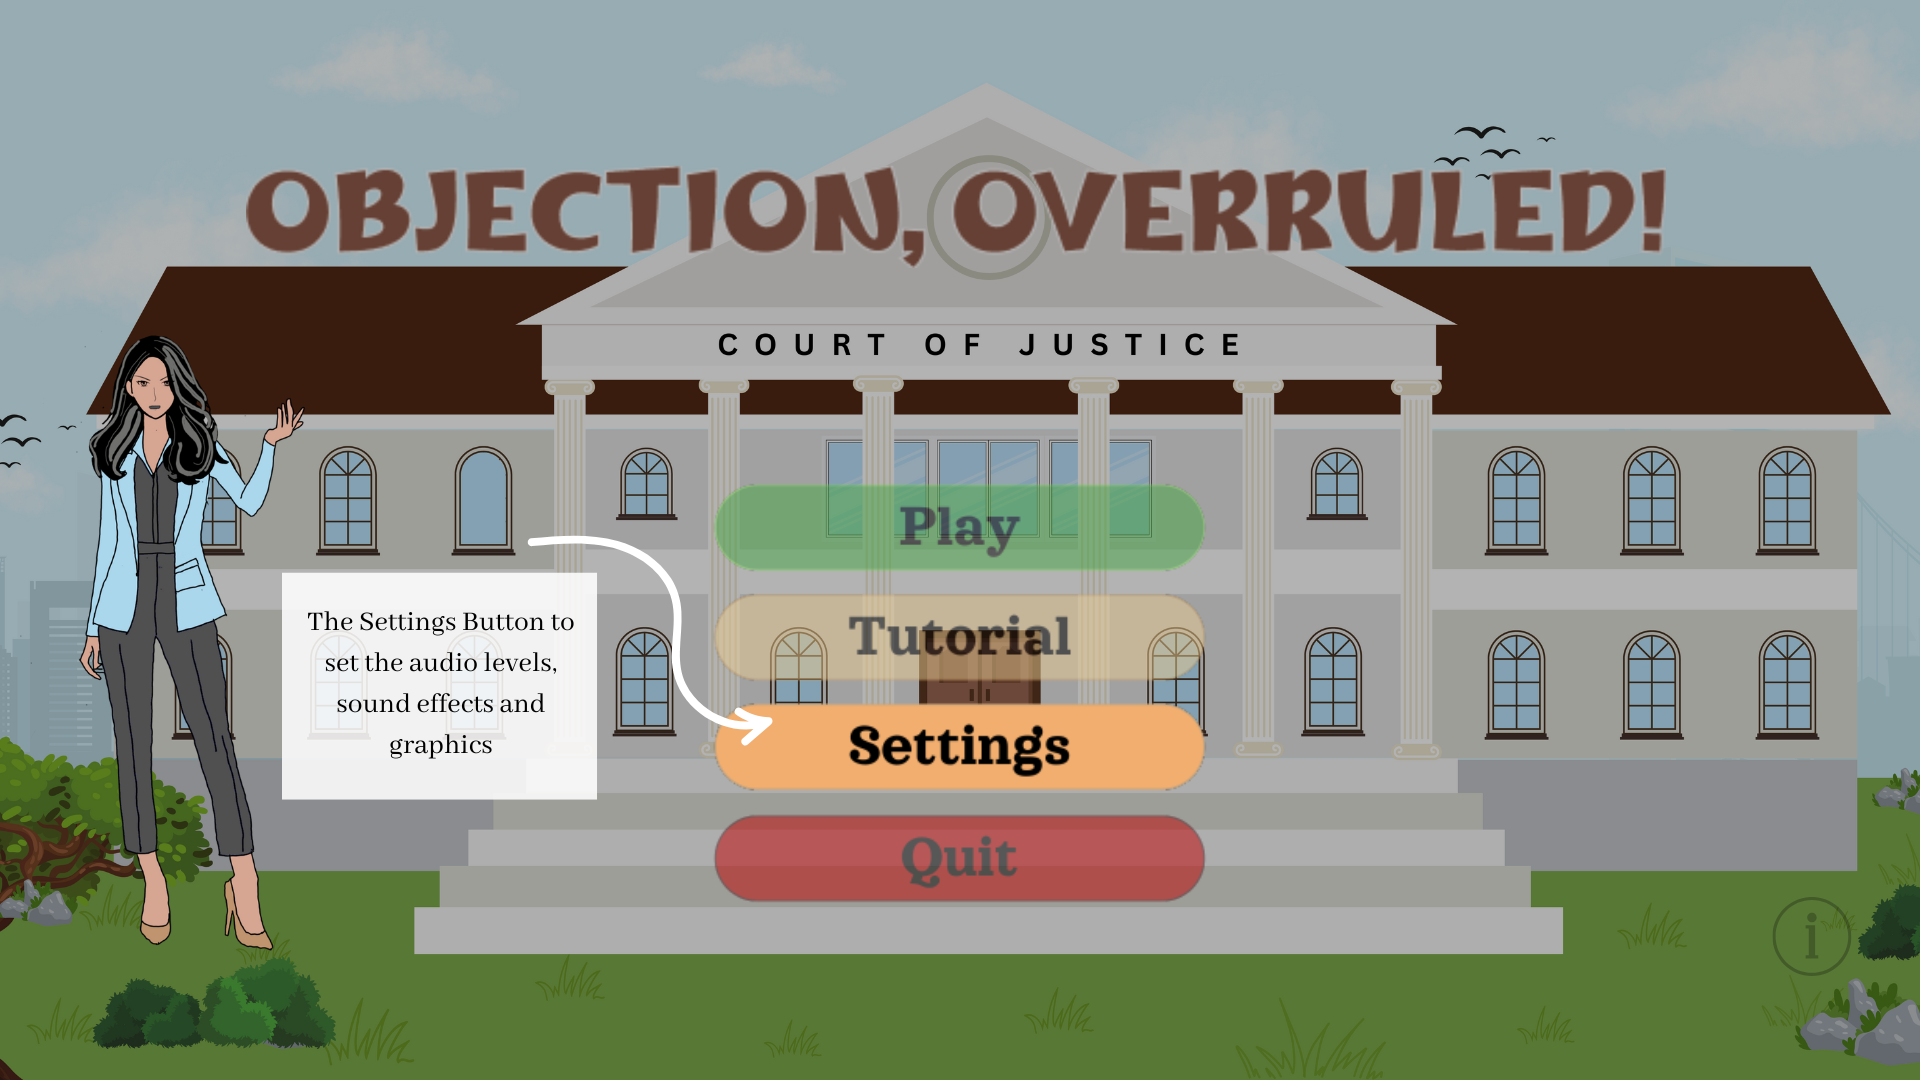 OBJECTION, OVERRULED!
COURT OF JUSTICE
Play
The Settings Button to
set the audio levels,
sound effects and
graphics
Tutorial
Settings
Quit
i